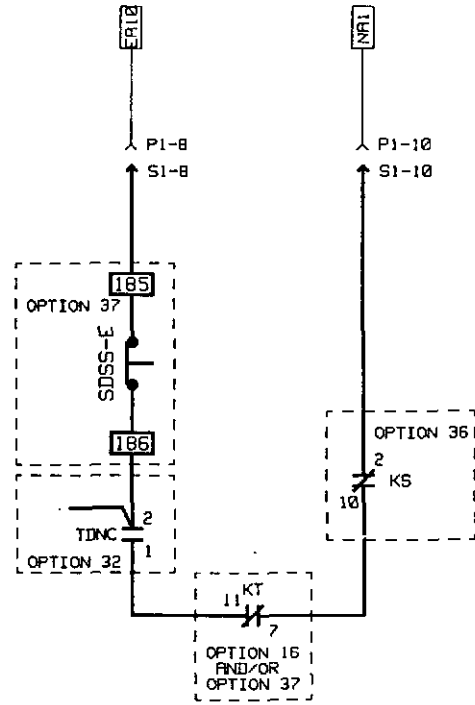 ER10
NR1
P1-8
P1-10
S1-8
S1-10
185
OPTION 37
SDSS-E
186
OPTION 36
2
KS
10
2
TDNC
1
OPTION 32
KT
11
7
OPTION 16
AND/OR
OPTION 37